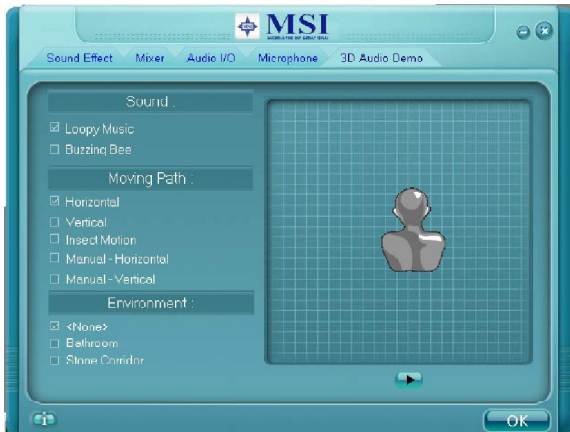 MSI
Sound Effect
Mixer
Audio I/O
Microphone
3D Audio Demo
Sound :
Loopy Music
Buzzing Bee
Moving Path :
Horizontal
Vertical
Insect Motion
Manual - Horizontal
Manual - Vertical
Environment :
<None>
Bathroom
Stone Corridor
OK